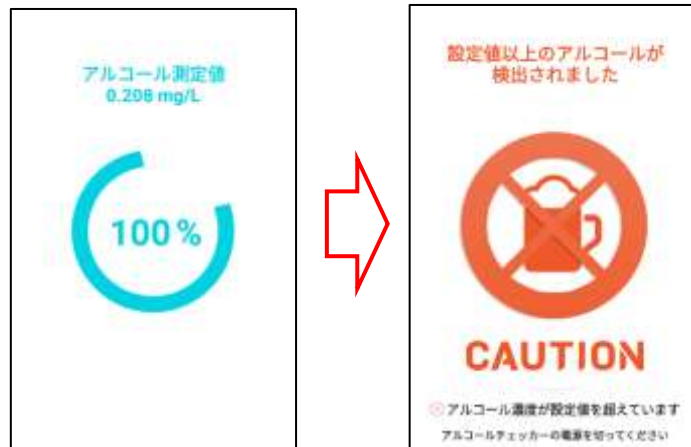 アルコール測定値
0.208 mg/L
100 %
設定値以上のアルコールが
検出されました
CAUTION
アルコール濃度が設定値を超えています
アルコールチェッカーの電源を切ってください